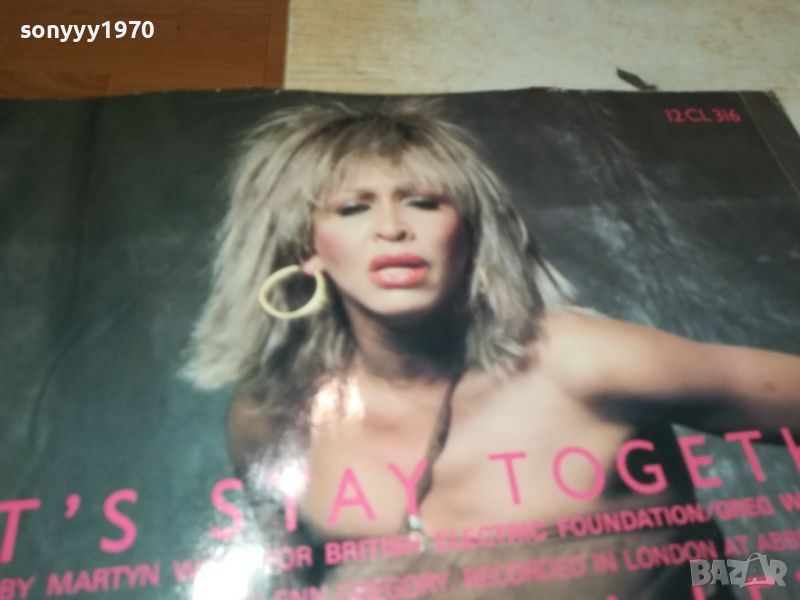 sonyyy1970
12 CL 316
T'S STAY TOGETH
BY MARTYN FOR BRITISH ELECTRIC FOUNDATION/GREG W
GREGORY. RECORDED IN LONDON AT ABB
BAZAR